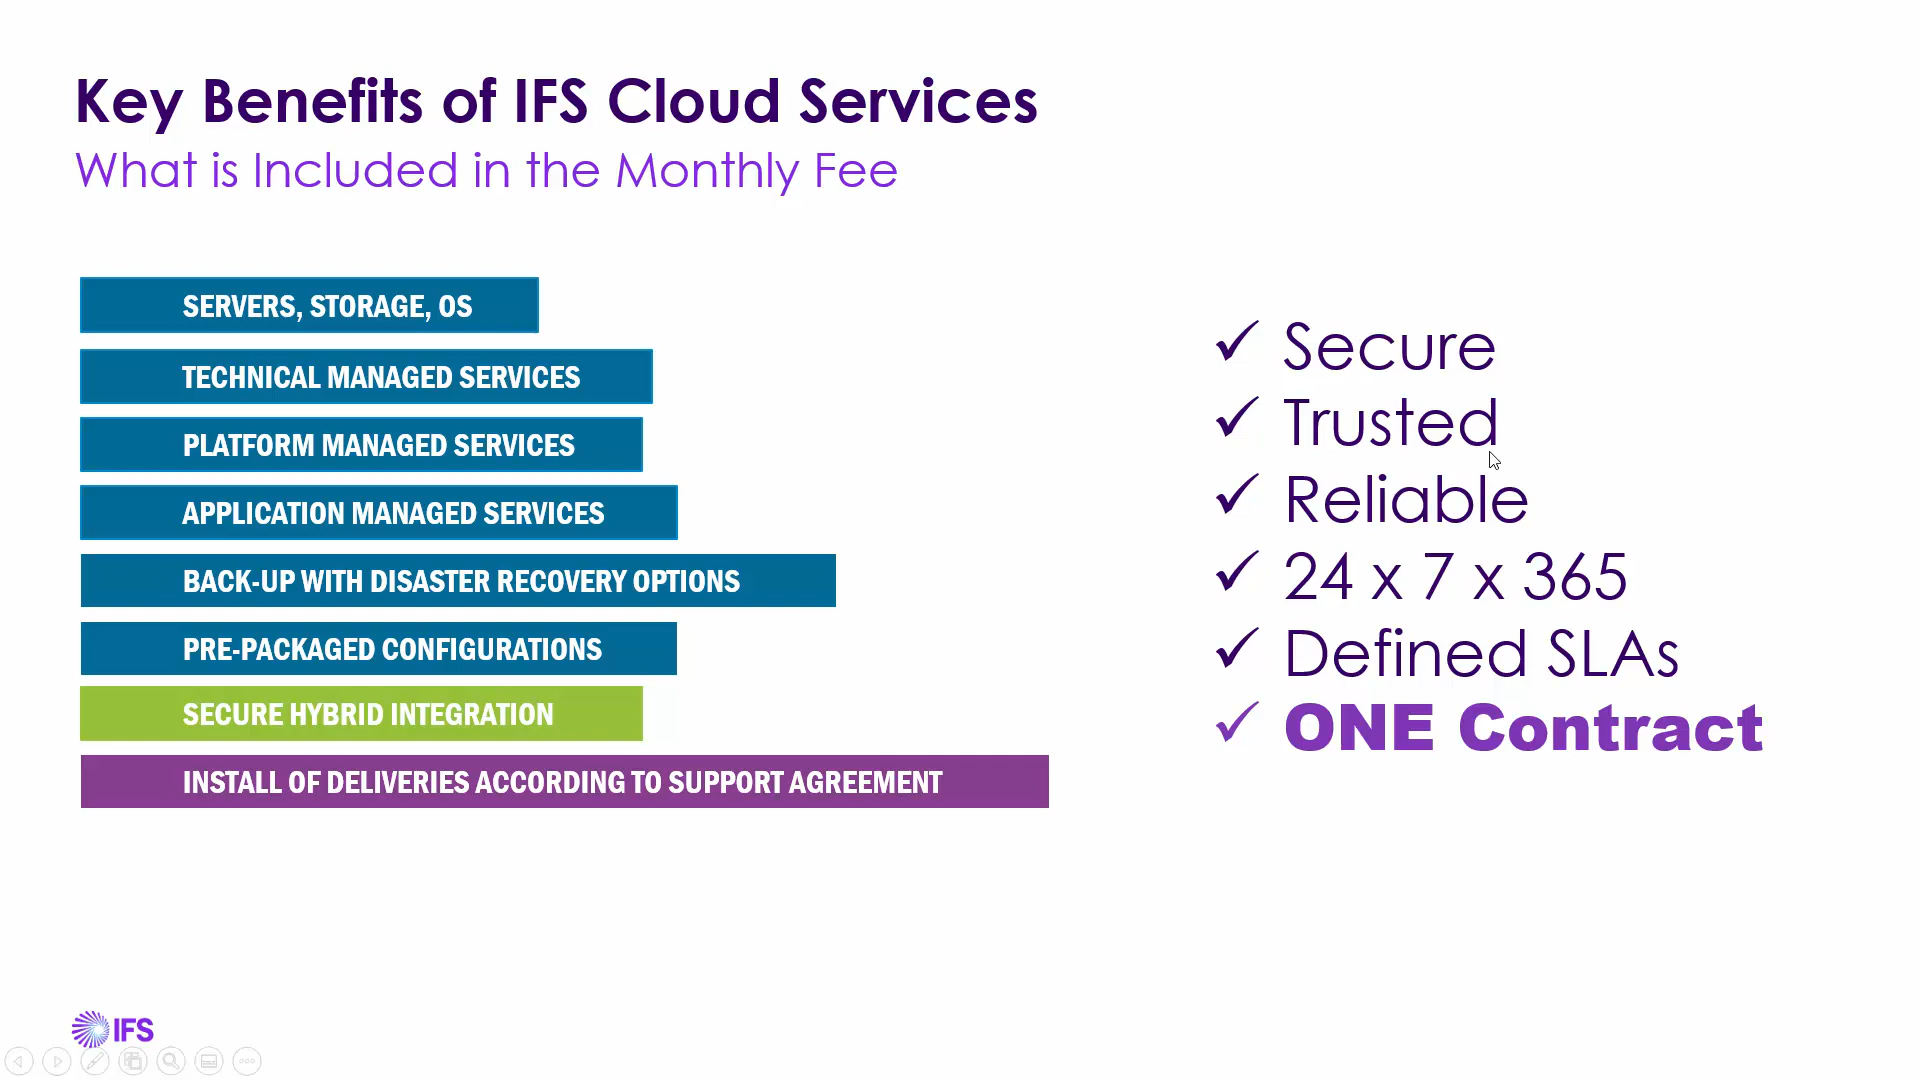 Key Benefits of IFS Cloud Services
What is Included in the Monthly Fee
SERVERS, STORAGE, OS
TECHNICAL MANAGED SERVICES
PLATFORM MANAGED SERVICES
APPLICATION MANAGED SERVICES
BACK-UP WITH DISASTER RECOVERY OPTIONS
PRE-PACKAGED CONFIGURATIONS
SECURE HYBRID INTEGRATION
INSTALL OF DELIVERIES ACCORDING TO SUPPORT AGREEMENT
Secure
Trusted
Reliable
24 x 7 x 365
Defined SLAs
ONE Contract
IFS